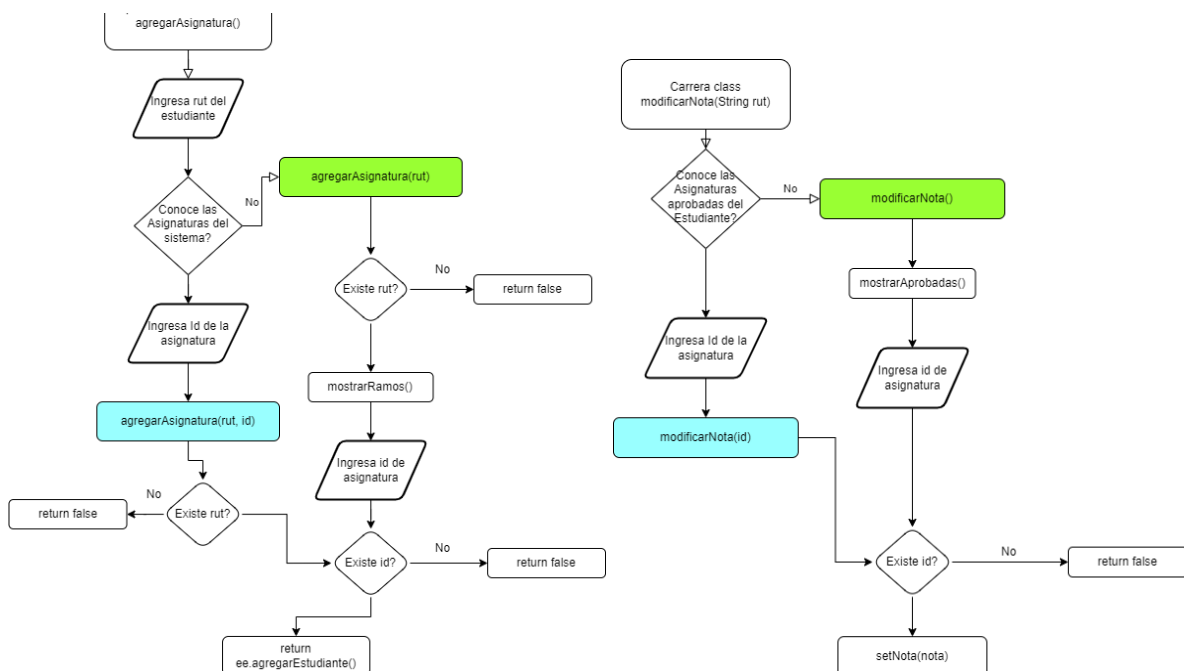 agregarAsignatura()
Ingresa rut del
estudiante
Conoce las
Asignaturas del
sistema?
No
agregarAsignatura(rut)
Existe rut?
No
return false
Ingresa Id de la
asignatura
mostrarRamos()
agregarAsignatura(rut, id)
Ingresa id de
asignatura
No
return false
Existe rut?
Existe id?
No
return false
return
ee.agregarEstudiante()
Carrera class
modificarNota(String rut)
Conoce las
Asignaturas
aprobadas del
Estudiante?
No
modificarNota()
mostrarAprobadas()
Ingresa Id de la
asignatura
Ingresa id de
asignatura
modificarNota(id)
Existe id?
No
return false
setNota(nota)